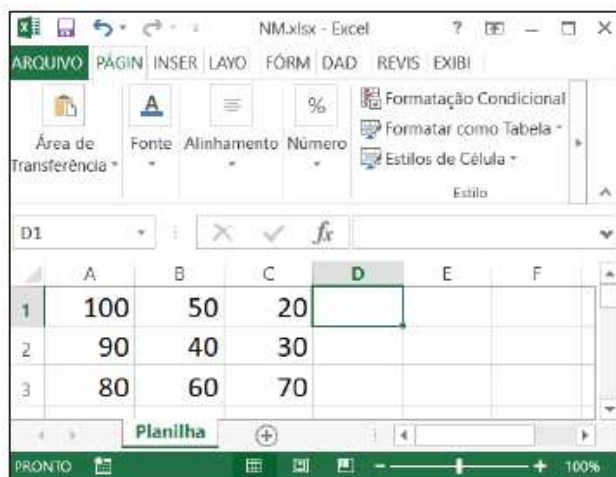 NM.xlsx - Excel ?
ARQUIVO PÁGIN INSER LAYO FÓRM DAD REVIS EXIBI
Área de Transferência
Fonte
Alinhamento
%
Número
Formatação Condicional
Formatar como Tabela
Estilos de Célula
Estilo
D1 fx
A B C D E F
1 100 50 20
2 90 40 30
3 80 60 70
Planilha
PRONTO 100%